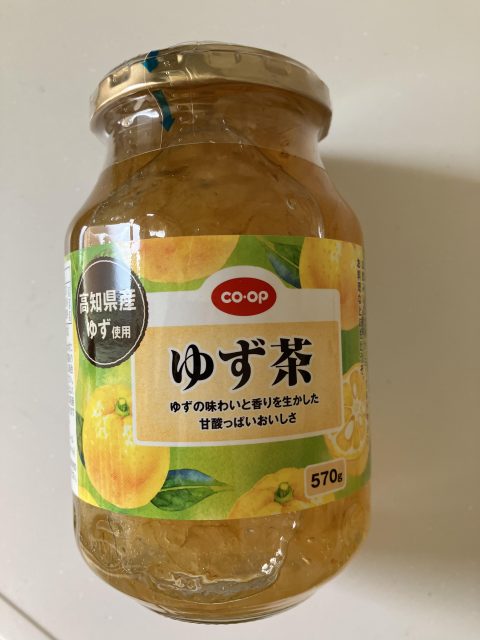 高知県産
ゆず使用
CO·OP
ゆず茶
ゆずの味わいと香りを生かした
甘酸っぱいおいしさ
570g